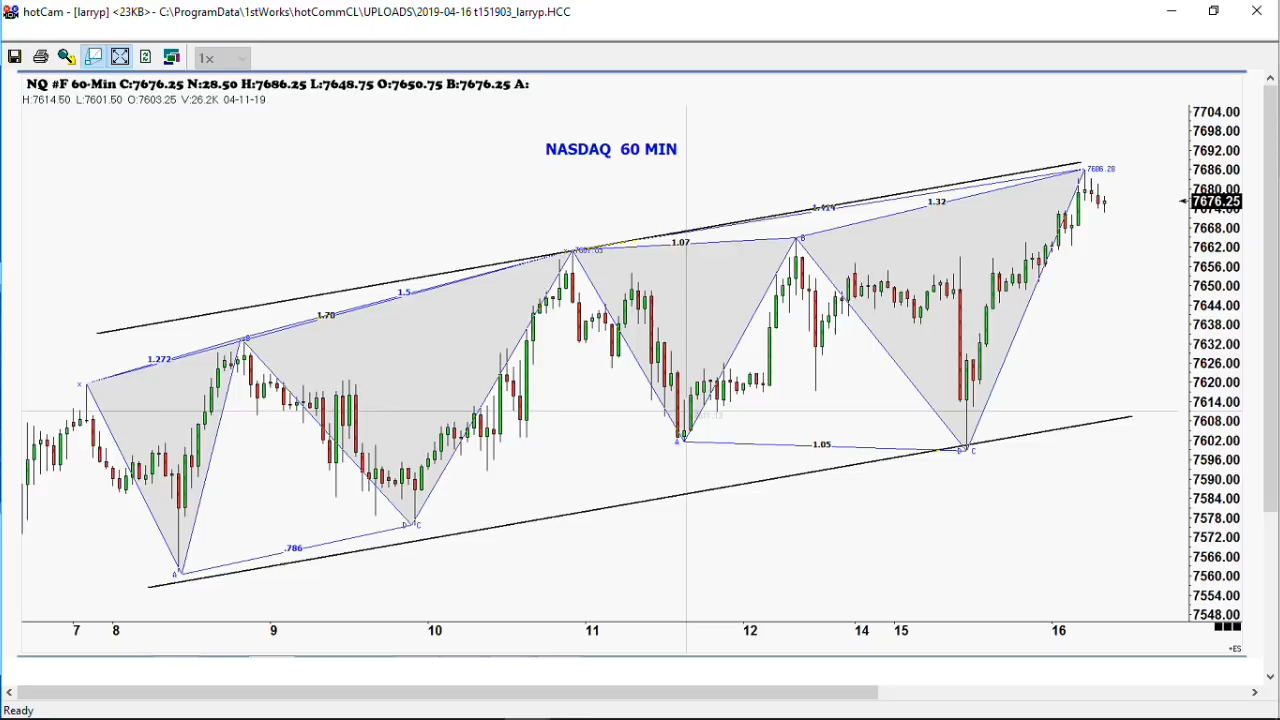 hotCam - [larryp] <23KB>- C:\ProgramData\1stWorks\hotCommCL\UPLOADS\2019-04-16 t151903_larryp.HCC
1x
NQ #F 60-Min C:7676.25 N:28.50 H:7686.25 L:7648.75 O:7650.75 B:7676.25 A:
H:7614.50 L:7601.50 O:7603.25 V:26.2K 04-11-19
NASDAQ 60 MIN
7704.00
7698.00
7692.00
7686.00
7680.00
7676.25
7668.00
7662.00
7656.00
7650.00
7644.00
7638.00
7632.00
7626.00
7620.00
7614.00
7608.00
7602.00
7596.00
7590.00
7584.00
7578.00
7572.00
7566.00
7560.00
7554.00
7548.00
7686.28
1.32
1.07
B
1.5
1.70
1.272
X
A
1.05
D C
D C
.786
A
7 8 9 10 11 12 14 15 16
+ES
Ready